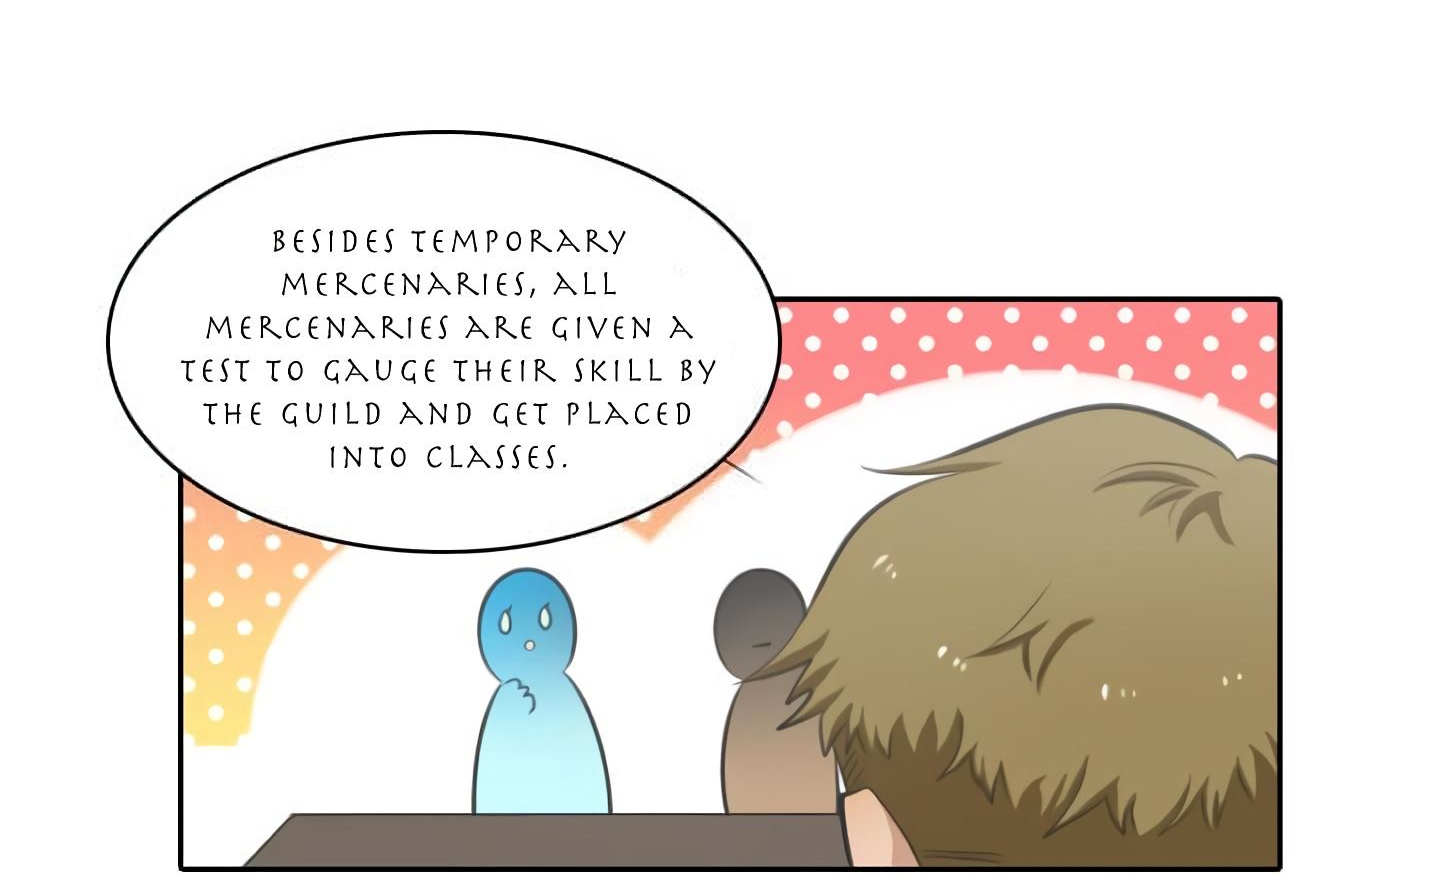 BESIDES TEMPORARY
MERCENARIES, ALL
MERCENARIES ARE GIVEN A
TEST TO GAUGE THEIR SKILL BY
THE GUILD AND GET PLACED
INTO CLASSES.